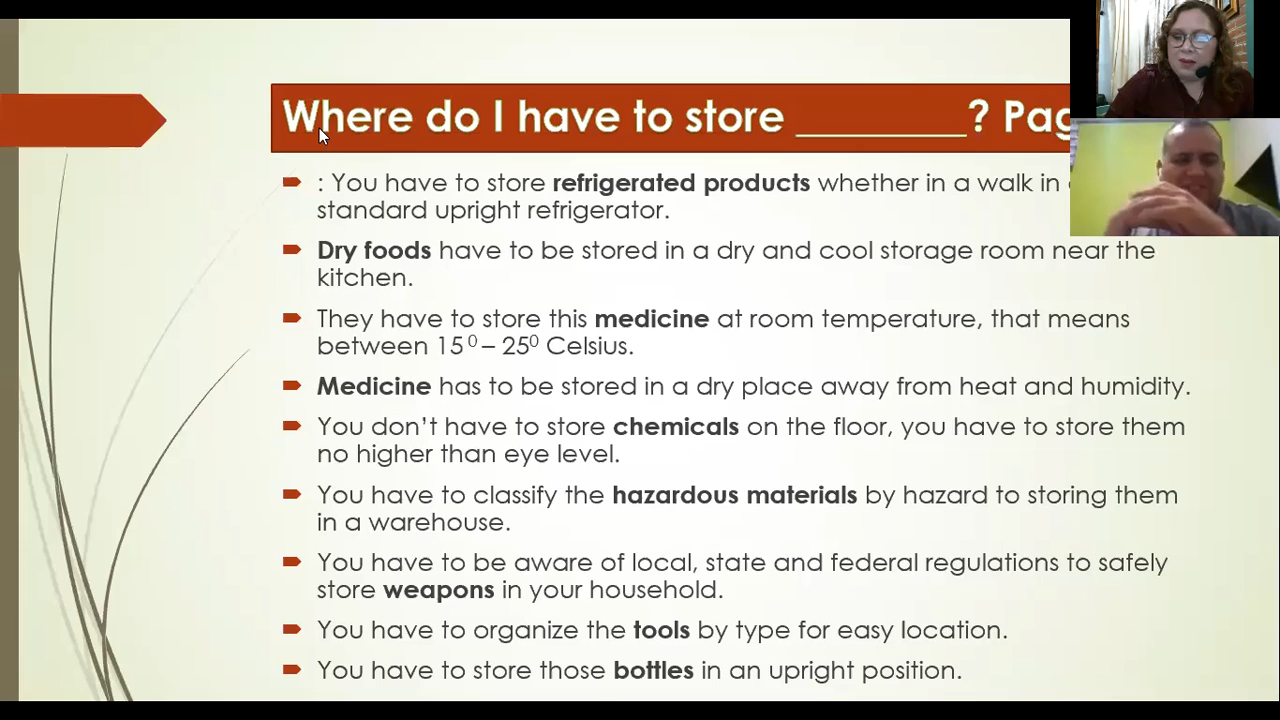 Where do I have to store _________? Pag
: You have to store refrigerated products whether in a walk in
standard upright refrigerator.
Dry foods have to be stored in a dry and cool storage room near the
kitchen.
They have to store this medicine at room temperature, that means
between 15⁰ – 25⁰ Celsius.
Medicine has to be stored in a dry place away from heat and humidity.
You don't have to store chemicals on the floor, you have to store them
no higher than eye level.
You have to classify the hazardous materials by hazard to storing them
in a warehouse.
You have to be aware of local, state and federal regulations to safely
store weapons in your household.
You have to organize the tools by type for easy location.
You have to store those bottles in an upright position.